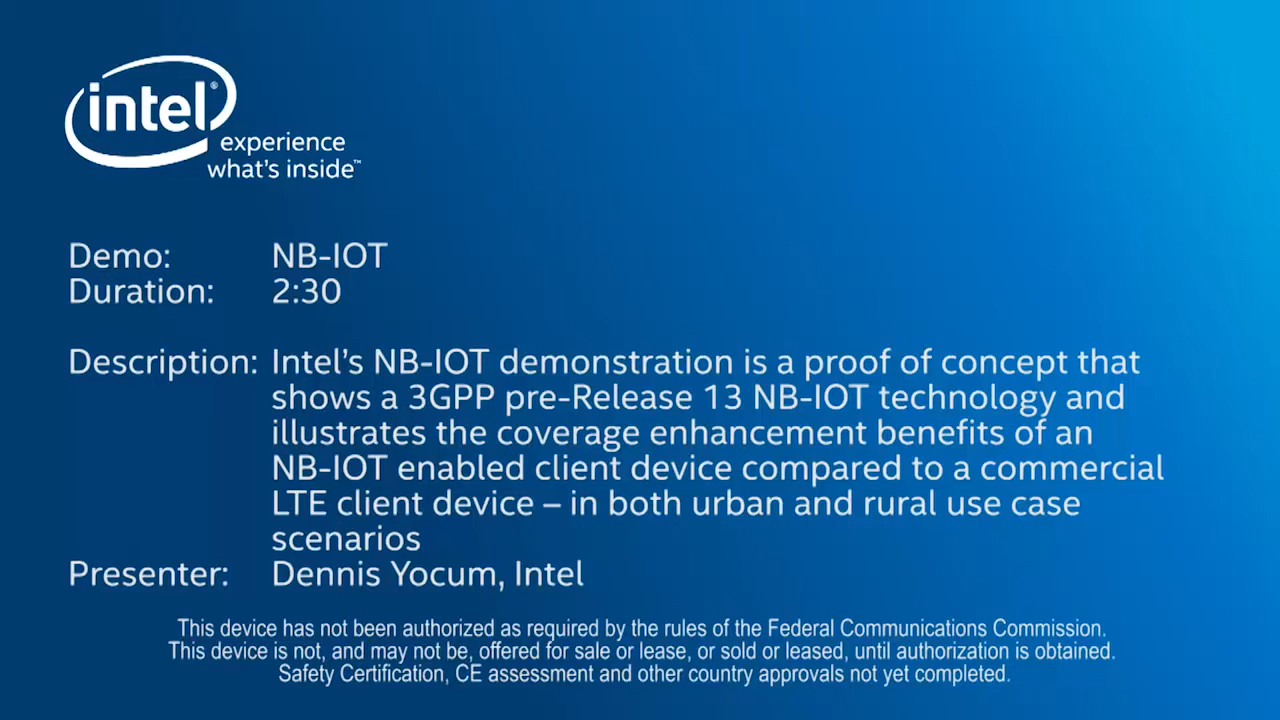 intel®
experience
what's inside™
Demo: NB-IOT
Duration: 2:30
Description: Intel's NB-IOT demonstration is a proof of concept that
shows a 3GPP pre-Release 13 NB-IOT technology and
illustrates the coverage enhancement benefits of an
NB-IOT enabled client device compared to a commercial
LTE client device – in both urban and rural use case
scenarios
Presenter: Dennis Yocum, Intel
This device has not been authorized as required by the rules of the Federal Communications Commission.
This device is not, and may not be, offered for sale or lease, or sold or leased, until authorization is obtained.
Safety Certification, CE assessment and other country approvals not yet completed.